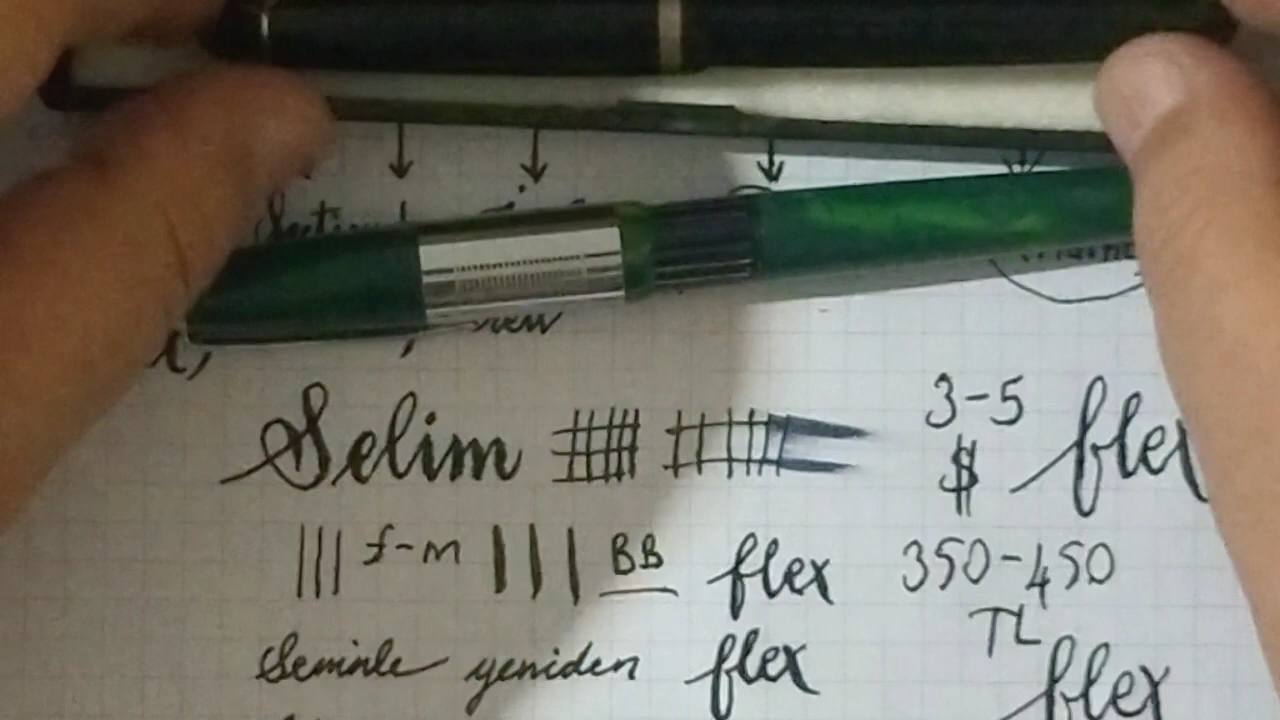 Selim 3-5 $ flex
f-m BB flex 350-450 TL
Seninle yeniden flex flex